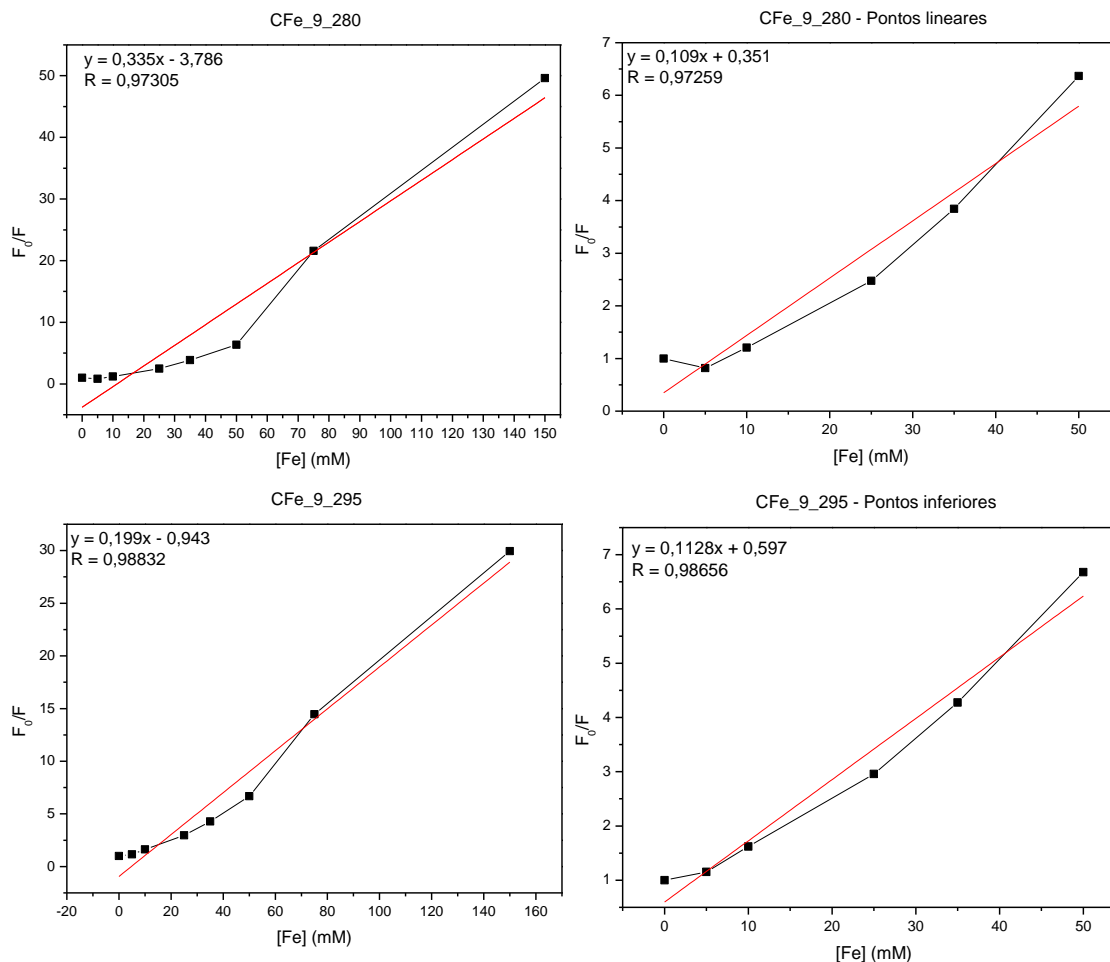 CFe_9_280
y = 0,335x - 3,786
R = 0,97305
50
40
30
20
10
0
F0/F
0 10 20 30 40 50 60 70 80 90 100 110 120 130 140 150
[Fe] (mM)
CFe_9_280 - Pontos lineares
y = 0,109x + 0,351
R = 0,97259
7
6
5
4
3
2
1
0
F0/F
0 10 20 30 40 50
[Fe] (mM)
CFe_9_295
y = 0,199x - 0,943
R = 0,98832
30
25
20
15
10
5
0
F0/F
-20 0 20 40 60 80 100 120 140 160
[Fe] (mM)
CFe_9_295 - Pontos inferiores
y = 0,1128x + 0,597
R = 0,98656
7
6
5
4
3
2
1
F0/F
0 10 20 30 40 50
[Fe] (mM)